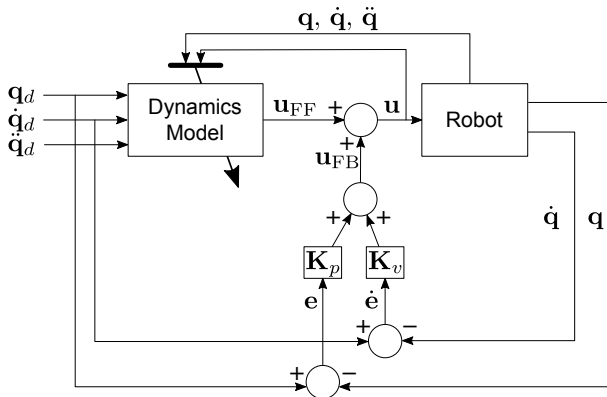 q, q̇, q̈
q_d
q̇_d
q̈_d
Dynamics
Model
u_FF
+
u
Robot
+
u_FB
+
+
q̇
q
K_p
K_v
e
ė
+
−
+
−